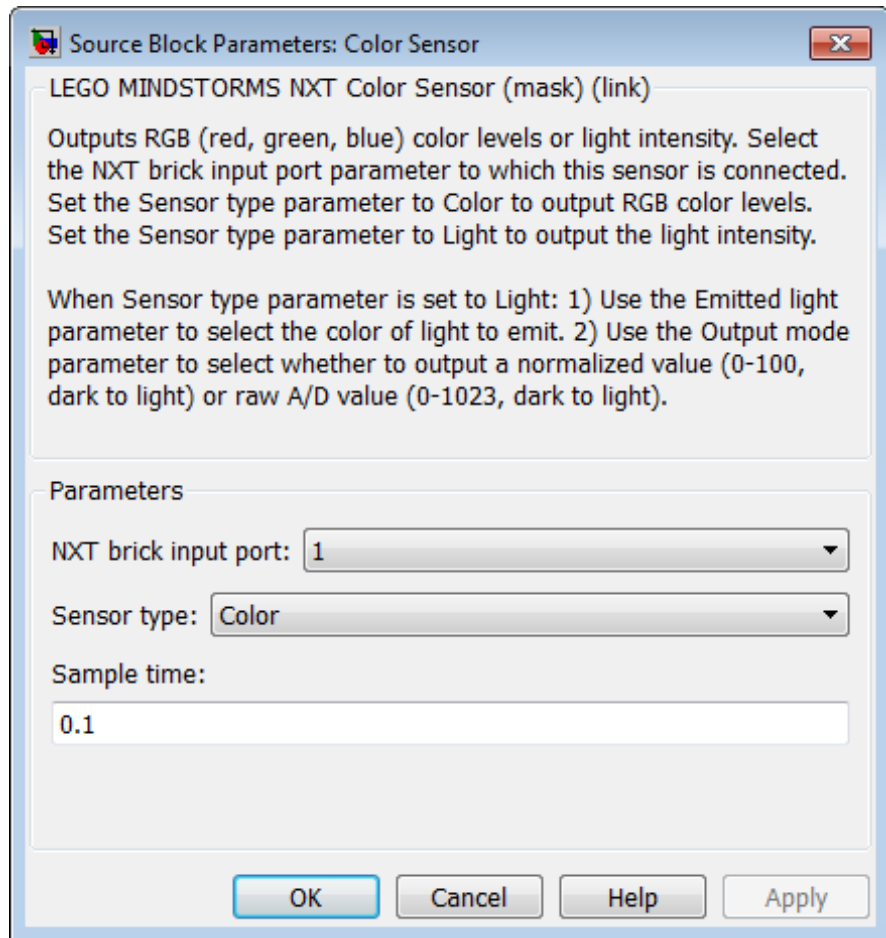 Source Block Parameters: Color Sensor
LEGO MINDSTORMS NXT Color Sensor (mask) (link)
Outputs RGB (red, green, blue) color levels or light intensity. Select
the NXT brick input port parameter to which this sensor is connected.
Set the Sensor type parameter to Color to output RGB color levels.
Set the Sensor type parameter to Light to output the light intensity.
When Sensor type parameter is set to Light: 1) Use the Emitted light
parameter to select the color of light to emit. 2) Use the Output mode
parameter to select whether to output a normalized value (0-100,
dark to light) or raw A/D value (0-1023, dark to light).
Parameters
NXT brick input port: 1
Sensor type: Color
Sample time:
0.1
OK Cancel Help Apply